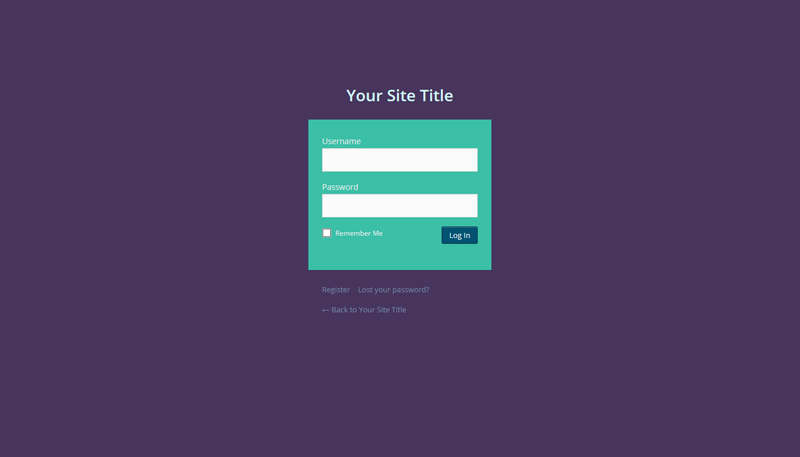 Your Site Title
Username
Password
Remember Me
Log In
Register Lost your password?
← Back to Your Site Title